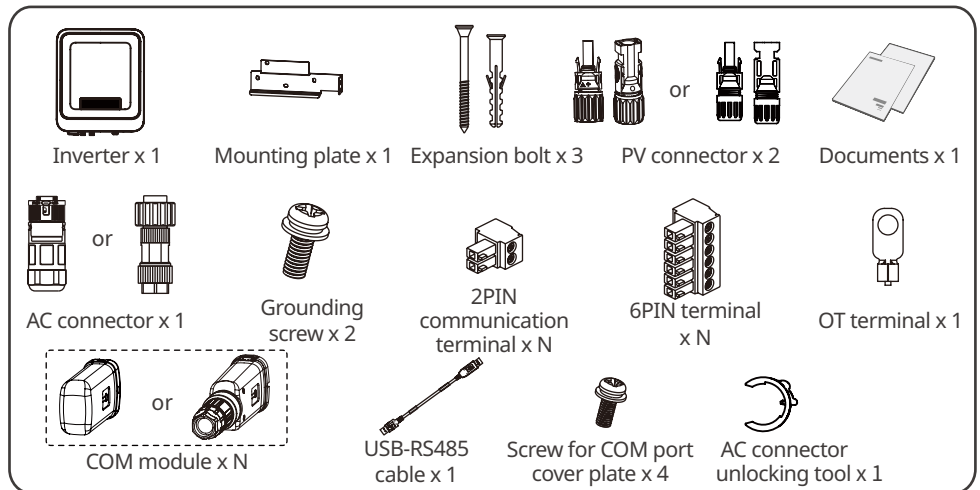 or
Inverter x 1
Mounting plate x 1
Expansion bolt x 3
PV connector x 2
Documents x 1
or
AC connector x 1
Grounding
screw x 2
2PIN
communication
terminal x N
6PIN terminal
x N
OT terminal x 1
or
COM module x N
USB-RS485
cable x 1
Screw for COM port
cover plate x 4
AC connector
unlocking tool x 1